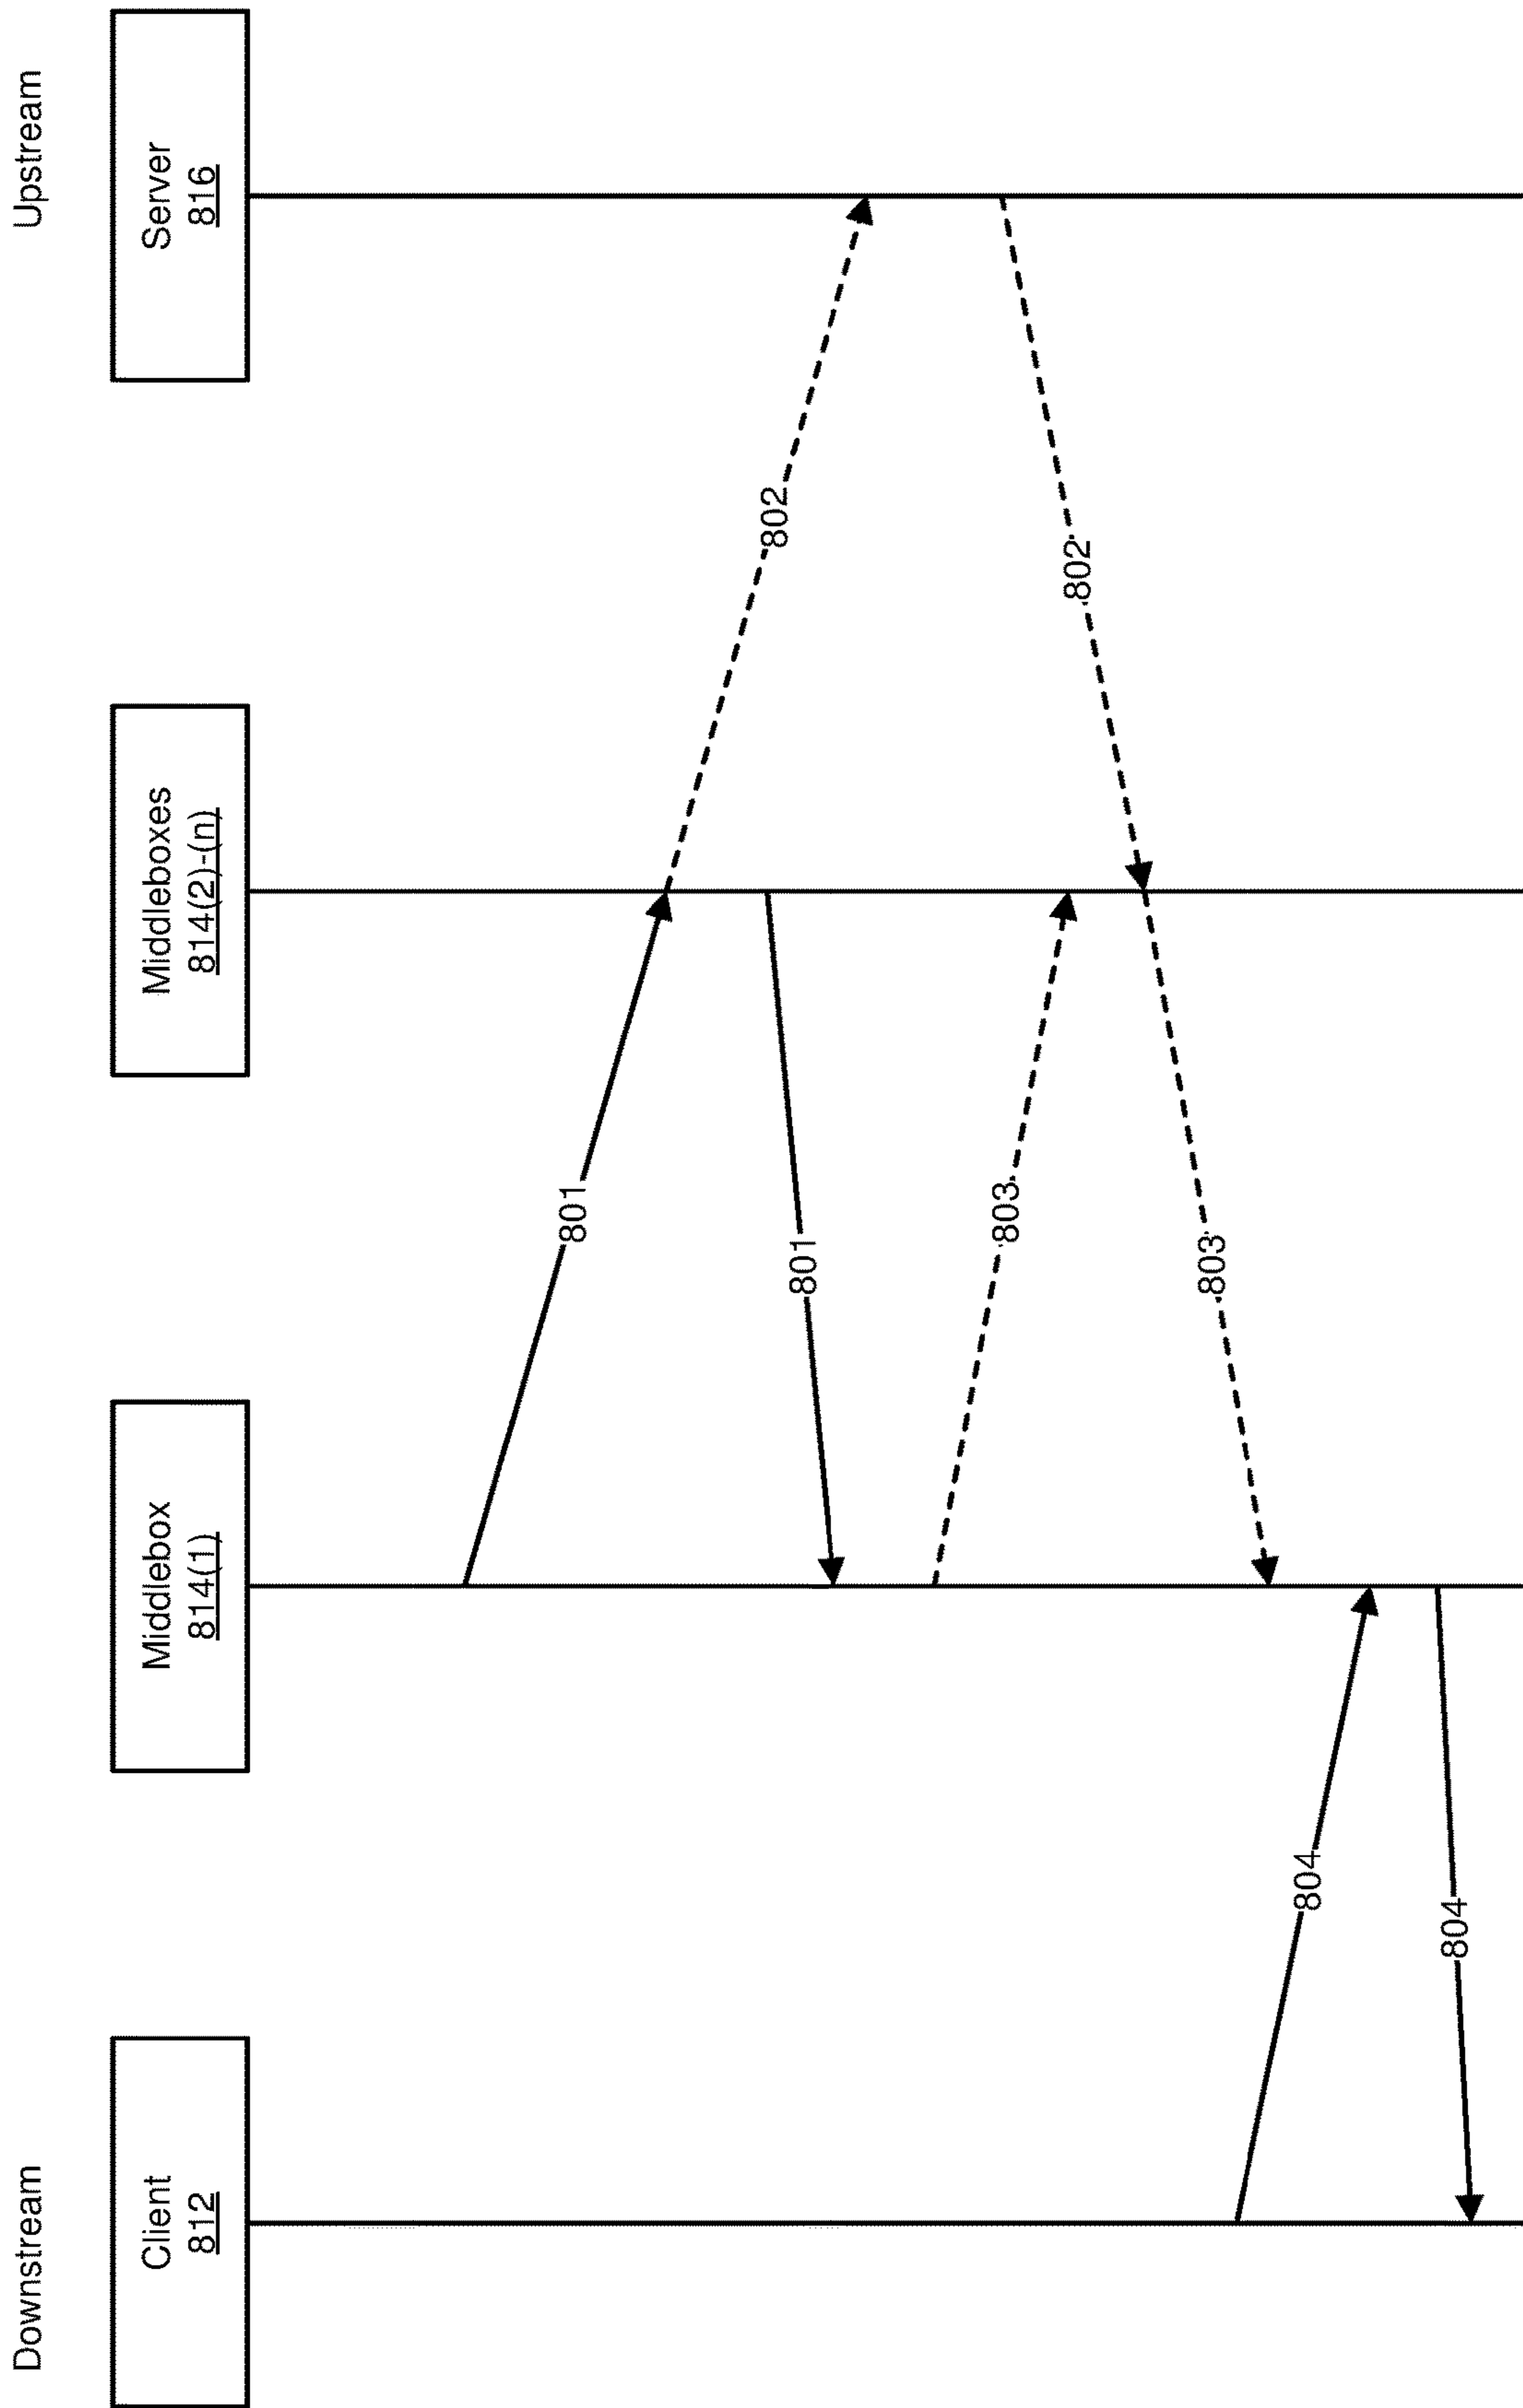 Downstream
Upstream
Client
812
Middlebox
814(1)
Middleboxes
814(2)-(n)
Server
816
801
802
801
803
802
803
804
804